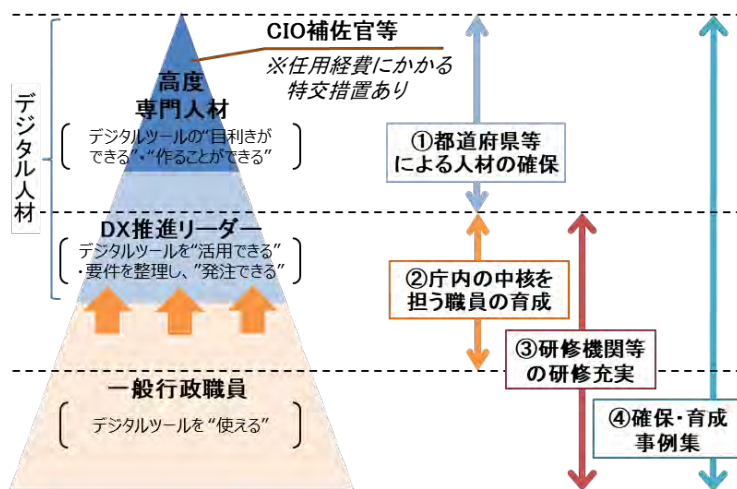 CIO補佐官等
※任用経費にかかる
特交措置あり
デジタル人材
高度
専門人材
デジタルツールの“目利きが
できる”・“作ることができる”
DX推進リーダー
デジタルツールを“活用できる”
・要件を整理し、”発注できる”
一般行政職員
デジタルツールを“使える”
①都道府県等
による人材の確保
②庁内の中核を
担う職員の育成
③研修機関等
の研修充実
④確保・育成
事例集